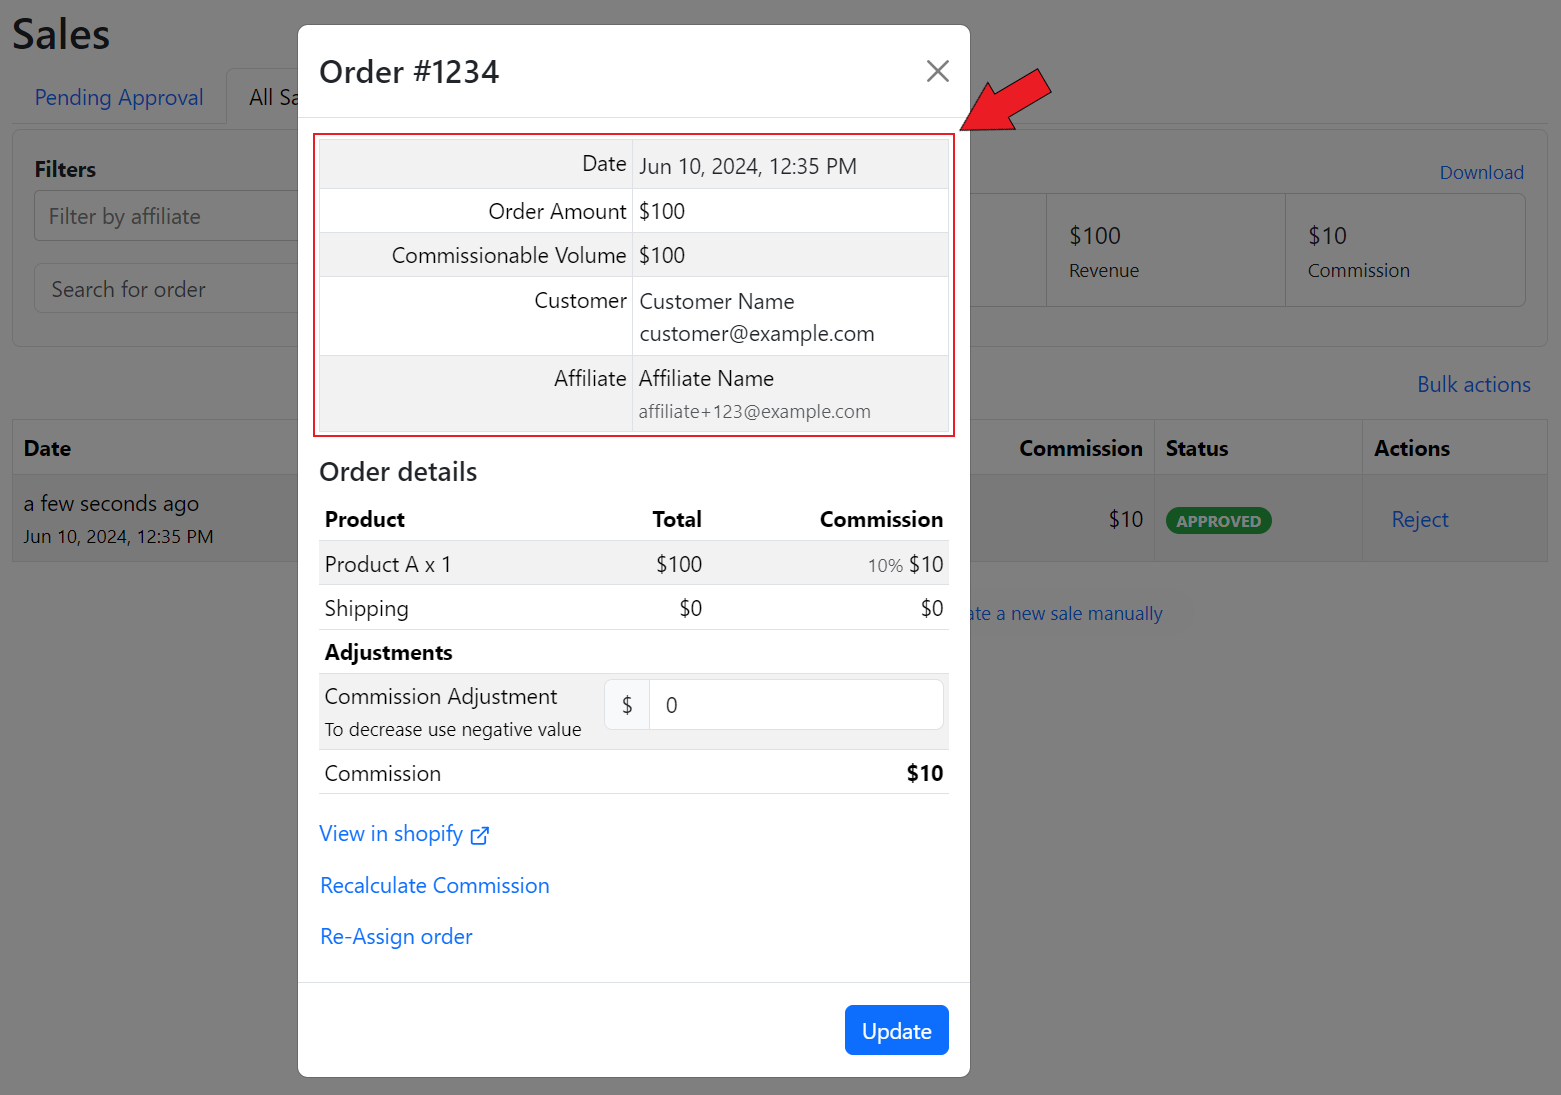 Sales
Pending Approval
All Sa
Filters
Filter by affiliate
Search for order
Download
$100
Revenue
$10
Commission
Bulk actions
Date
Commission
Status
Actions
a few seconds ago
Jun 10, 2024, 12:35 PM
$10
APPROVED
Reject
ate a new sale manually
Order #1234
Date Jun 10, 2024, 12:35 PM
Order Amount $100
Commissionable Volume $100
Customer Customer Name
customer@example.com
Affiliate Affiliate Name
affiliate+123@example.com
Order details
Product Total Commission
Product A x 1 $100 10% $10
Shipping $0 $0
Adjustments
Commission Adjustment $ 0
To decrease use negative value
Commission $10
View in shopify
Recalculate Commission
Re-Assign order
Update